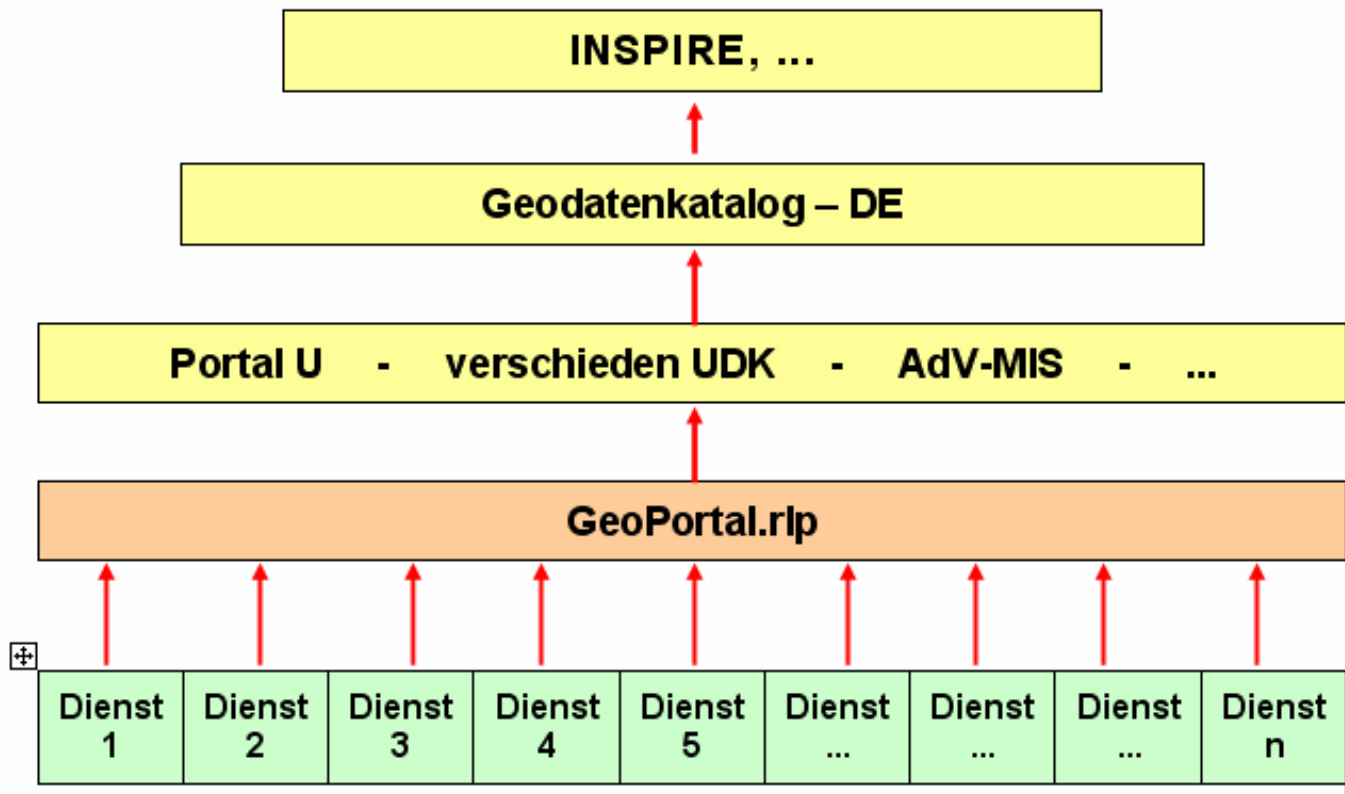 INSPIRE, ...
Geodatenkatalog – DE
Portal U - verschieden UDK - AdV-MIS - ...
GeoPortal.rlp
Dienst 1 Dienst 2 Dienst 3 Dienst 4 Dienst 5 Dienst ... Dienst ... Dienst ... Dienst n